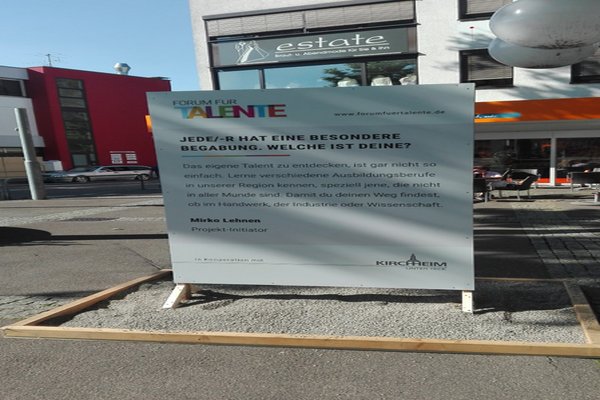 estate
Braut- u. Abendmode für Sie & Ihn
FORUM FÜR
TALENTE
www.forumfuertalente.de
JEDE/-R HAT EINE BESONDERE
BEGABUNG. WELCHE IST DEINE?
Das eigene Talent zu entdecken, ist gar nicht so
einfach. Lerne verschiedene Ausbildungsberufe
in unserer Region kennen, speziell jene, die nicht
in aller Munde sind. Damit du deinen Weg findest,
ob im Handwerk, der Industrie oder Wissenschaft.
Mirko Lehnen
Projekt-Initiator
In Kooperation mit
KIRCHHEIM
UNTER TECK